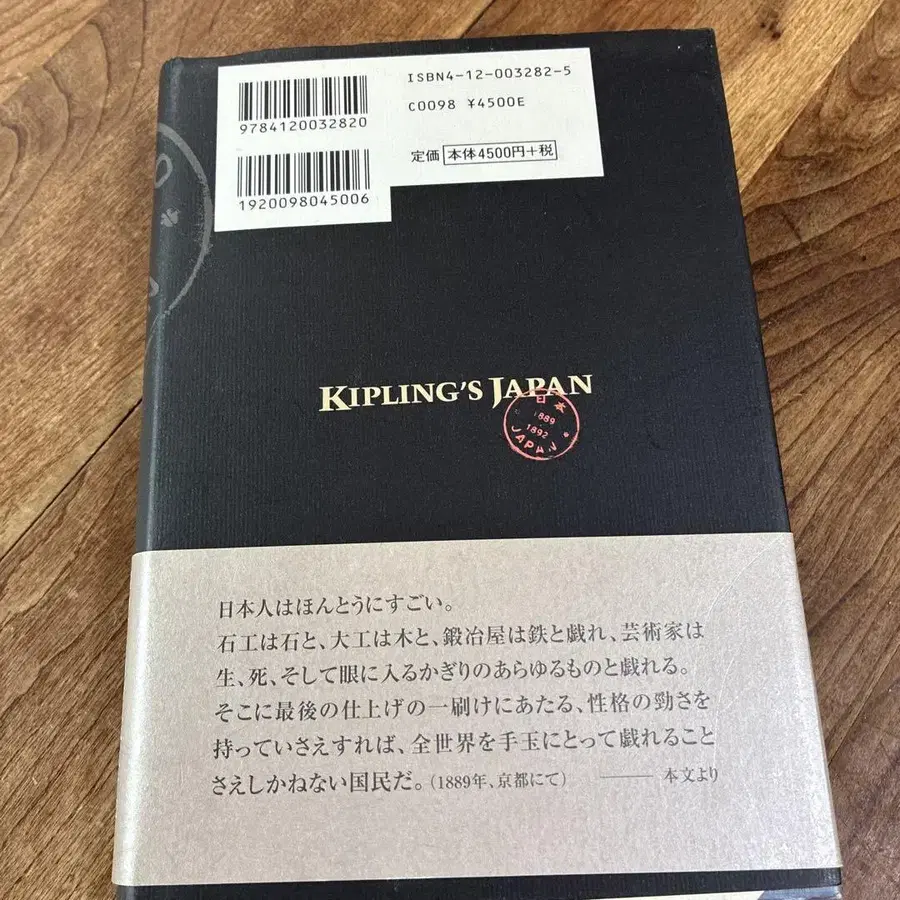 ISBN4-12-003282-5
C0098 ¥4500E
9784120032820
定価 本体4500円+税
1920098045006
KIPLING'S JAPAN
日本
1889
1892
JAPAN
日本人はほんとうにすごい。
石工は石と、大工は木と、鍛冶屋は鉄と戯れ、芸術家は
生、死、そして眼に入るかぎりのあらゆるものと戯れる。
そこに最後の仕上げの一刷けにあたる、性格の勁さを
持っていさえすれば、全世界を手玉にとって戯れること
さえしかねない国民だ。(1889年、京都にて) ——— 本文より